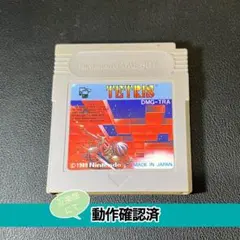 TETRIS
DMG-TRA
©1989 Nintendo
MADE IN JAPAN
動作確認済